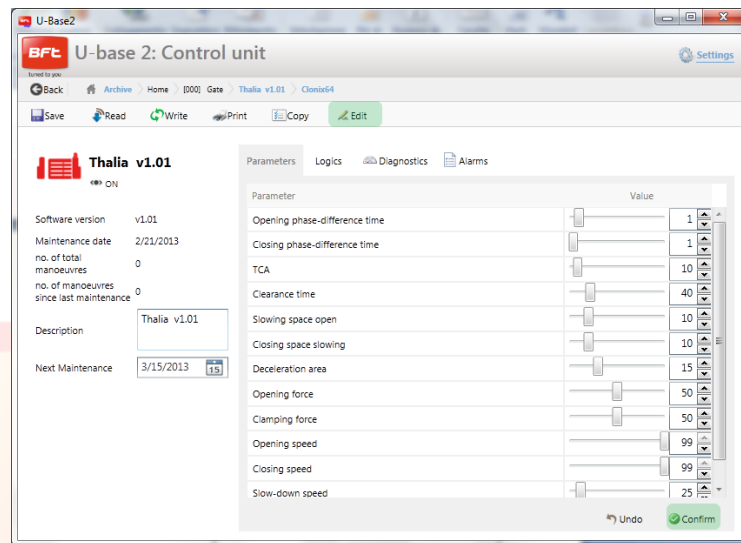 U-Base2
BFt
U-base 2: Control unit
Settings
tuned to you
Back Archive Home [000] Gate Thalia v1.01 Clonix64
Save Read Write Print Copy Edit
Thalia v1.01
ON
Software version v1.01
Maintenance date 2/21/2013
no. of total
manoeuvres 0
no. of manoeuvres
since last maintenance 0
Description Thalia v1.01
Next Maintenance 3/15/2013 15
Parameters Logics Diagnostics Alarms
Parameter Value
Opening phase-difference time 1
Closing phase-difference time 1
TCA 10
Clearance time 40
Slowing space open 10
Closing space slowing 10
Deceleration area 15
Opening force 50
Clamping force 50
Opening speed 99
Closing speed 99
Slow-down speed 25
Undo Confirm